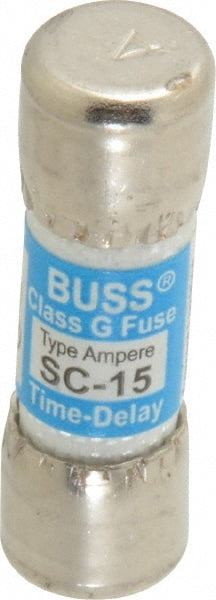 BUSS®
Class G Fuse
Type Ampere
SC-15
Time-Delay